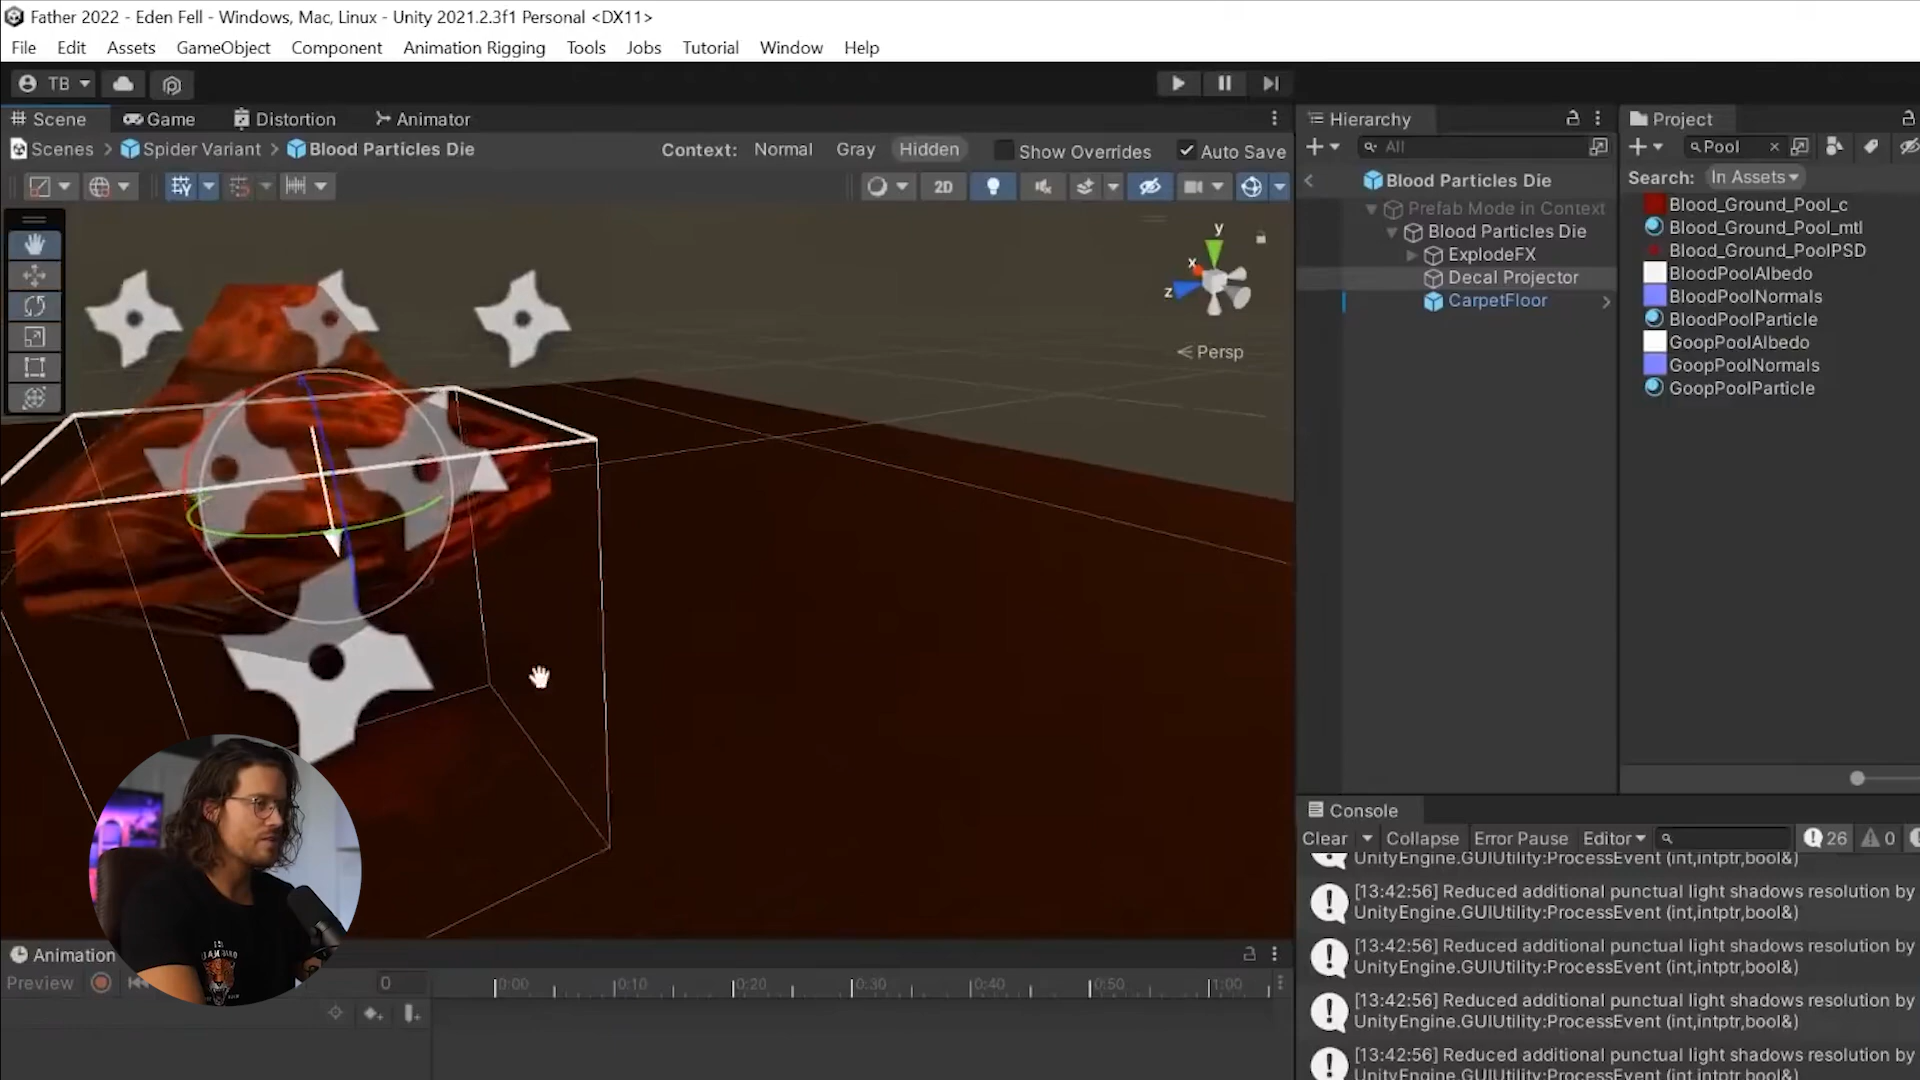 Father 2022 - Eden Fell - Windows, Mac, Linux - Unity 2021.2.3f1 Personal <DX11>
File Edit Assets GameObject Component Animation Rigging Tools Jobs Tutorial Window Help
TB
Scene Game Distortion Animator
Scenes Spider Variant Blood Particles Die Context: Normal Gray Hidden Show Overrides Auto Save
2D
y
x
z
Persp
Hierarchy
All
Blood Particles Die
Prefab Mode in Context
Blood Particles Die
ExplodeFX
Decal Projector
CarpetFloor
Project
Pool
Search: In Assets
Blood_Ground_Pool_c
Blood_Ground_Pool_mtl
Blood_Ground_PoolPSD
BloodPoolAlbedo
BloodPoolNormals
BloodPoolParticle
GoopPoolAlbedo
GoopPoolNormals
GoopPoolParticle
Console
Clear Collapse Error Pause Editor 26 0
UnityEngine.GUIUtility:ProcessEvent (int,intptr,bool&)
[13:42:56] Reduced additional punctual light shadows resolution by
UnityEngine.GUIUtility:ProcessEvent (int,intptr,bool&)
[13:42:56] Reduced additional punctual light shadows resolution by
UnityEngine.GUIUtility:ProcessEvent (int,intptr,bool&)
[13:42:56] Reduced additional punctual light shadows resolution by
UnityEngine.GUIUtility:ProcessEvent (int,intptr,bool&)
[13:42:56] Reduced additional punctual light shadows resolution by
UnityEngine.GUIUtility:ProcessEvent (int,intptr,bool&)
Animation
Preview 0 0:00 0:10 0:20 0:30 0:40 0:50 1:00